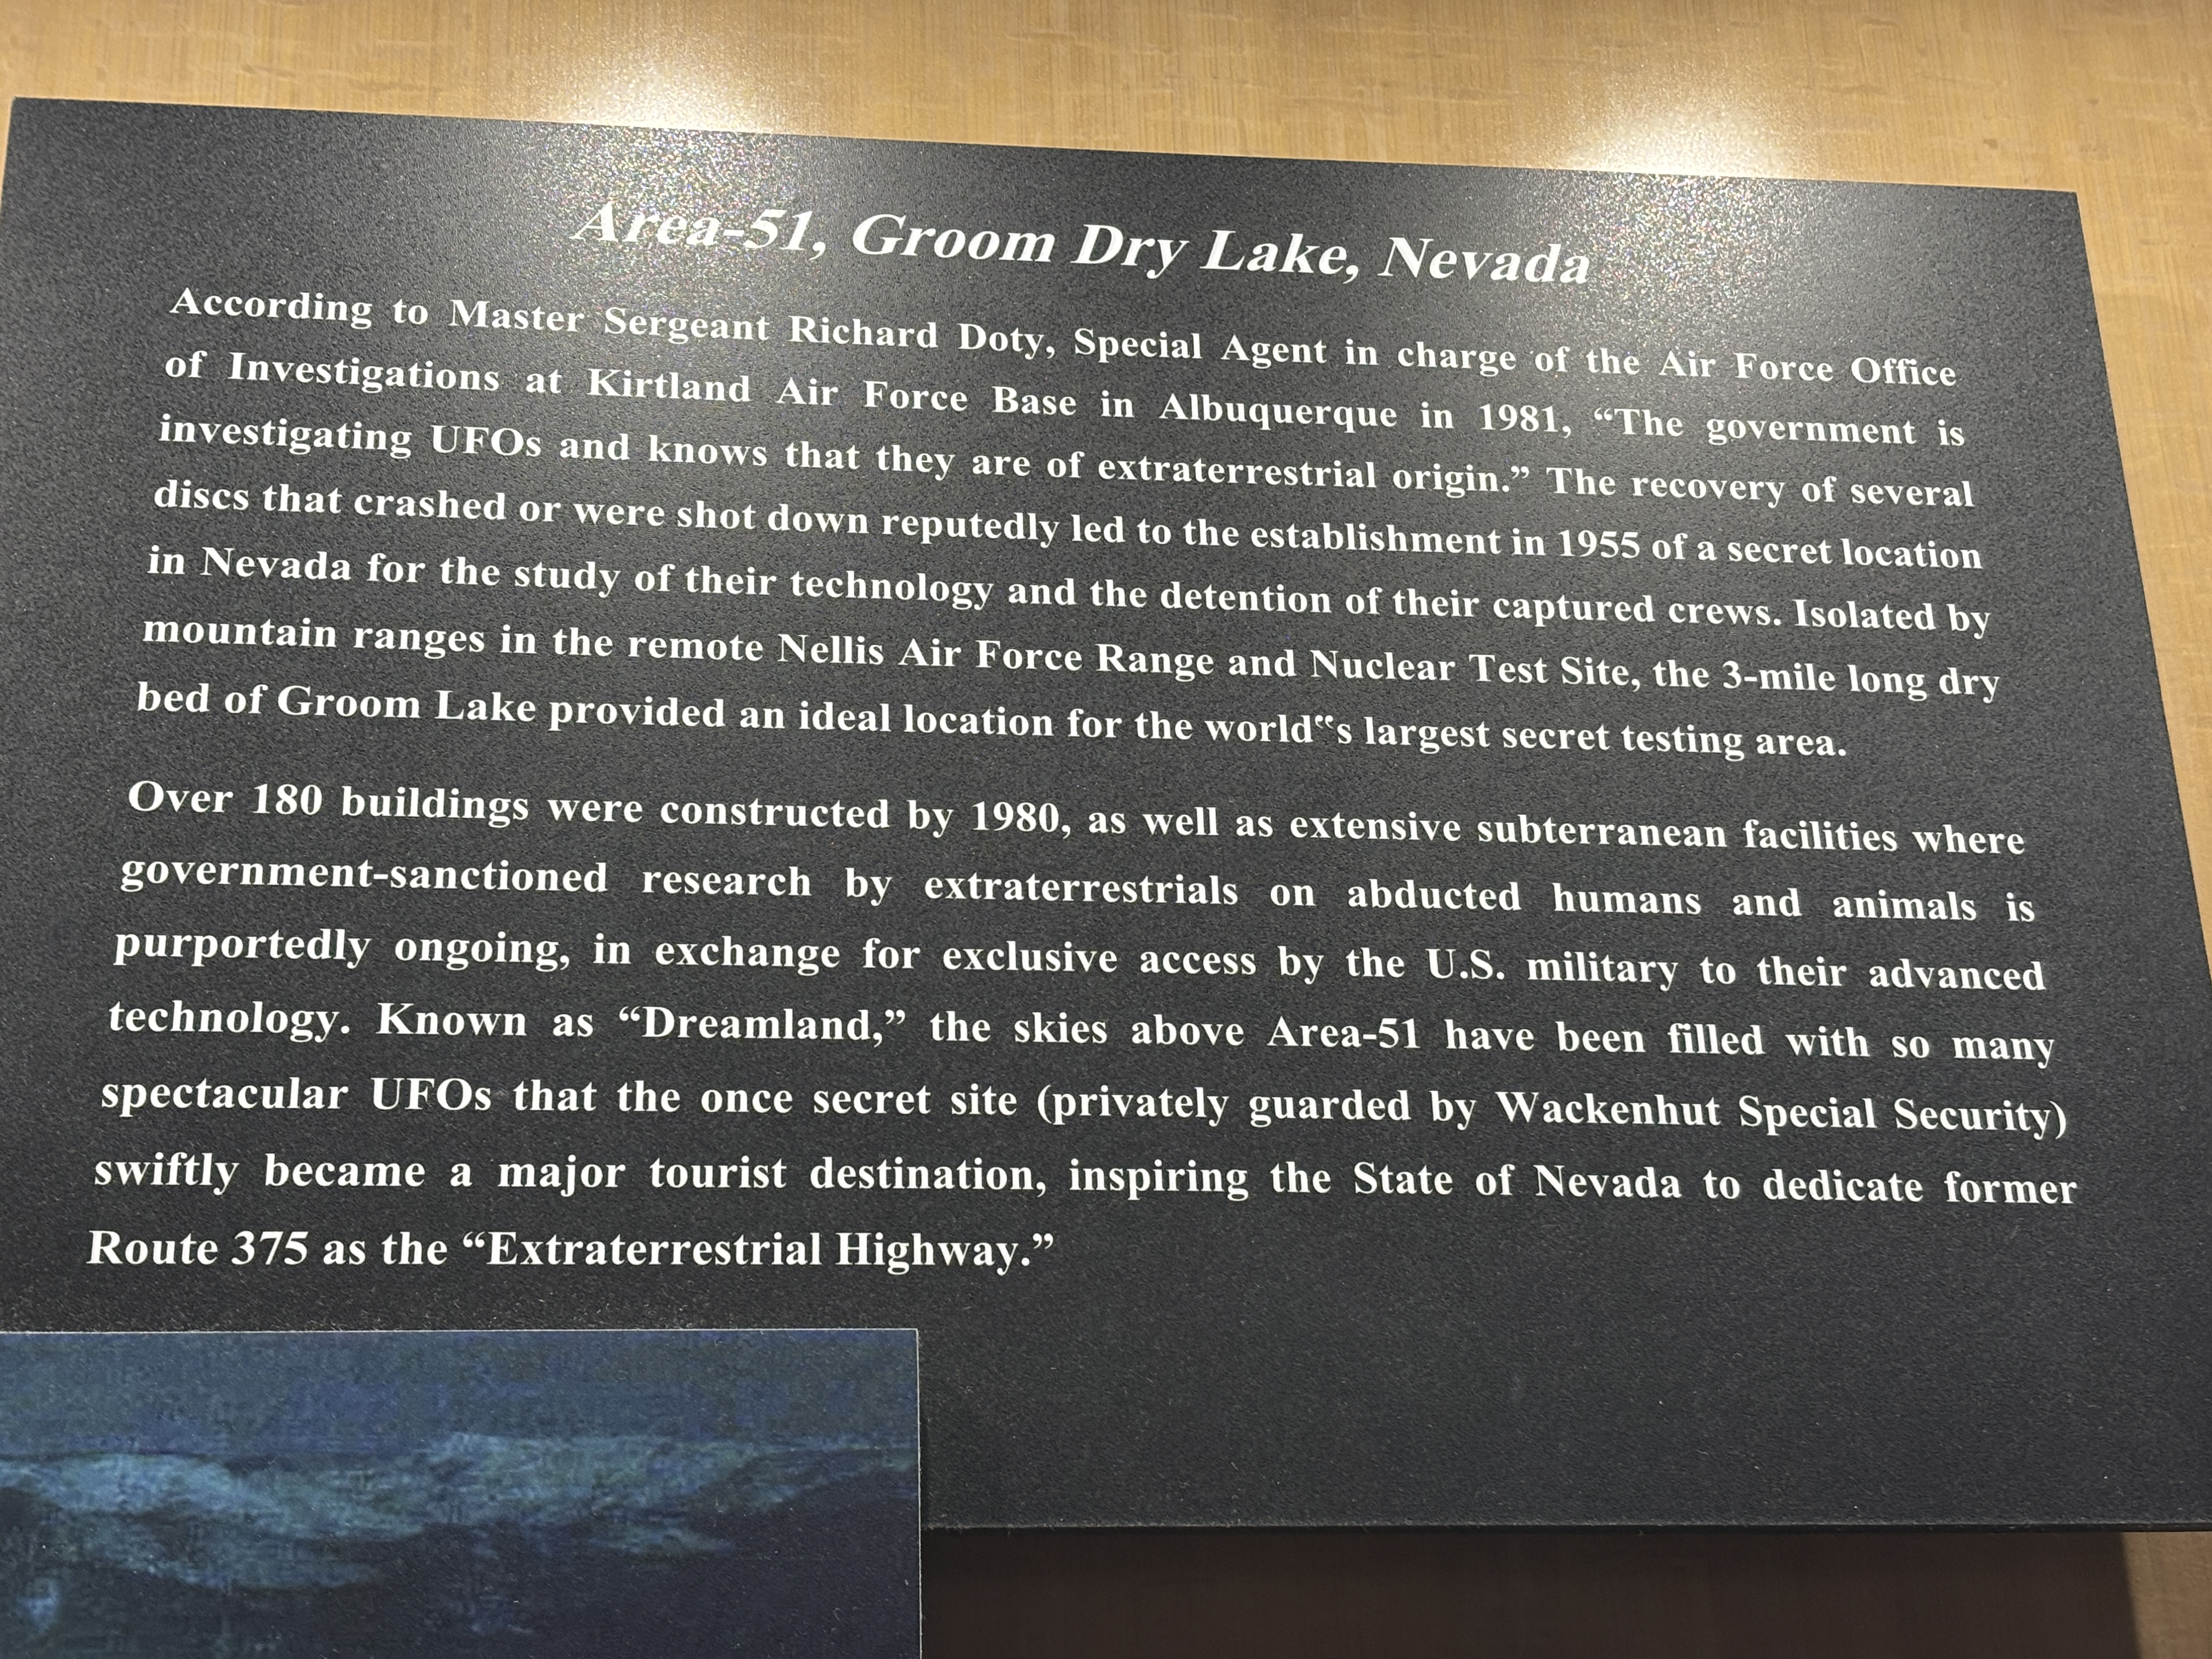 Area-51, Groom Dry Lake, Nevada
According to Master Sergeant Richard Doty, Special Agent in charge of the Air Force Office
of Investigations at Kirtland Air Force Base in Albuquerque in 1981, “The government is
investigating UFOs and knows that they are of extraterrestrial origin.” The recovery of several
discs that crashed or were shot down reputedly led to the establishment in 1955 of a secret location
in Nevada for the study of their technology and the detention of their captured crews. Isolated by
mountain ranges in the remote Nellis Air Force Range and Nuclear Test Site, the 3-mile long dry
bed of Groom Lake provided an ideal location for the world‟s largest secret testing area.
Over 180 buildings were constructed by 1980, as well as extensive subterranean facilities where
government-sanctioned research by extraterrestrials on abducted humans and animals is
purportedly ongoing, in exchange for exclusive access by the U.S. military to their advanced
technology. Known as “Dreamland,” the skies above Area-51 have been filled with so many
spectacular UFOs that the once secret site (privately guarded by Wackenhut Special Security)
swiftly became a major tourist destination, inspiring the State of Nevada to dedicate former
Route 375 as the “Extraterrestrial Highway.”